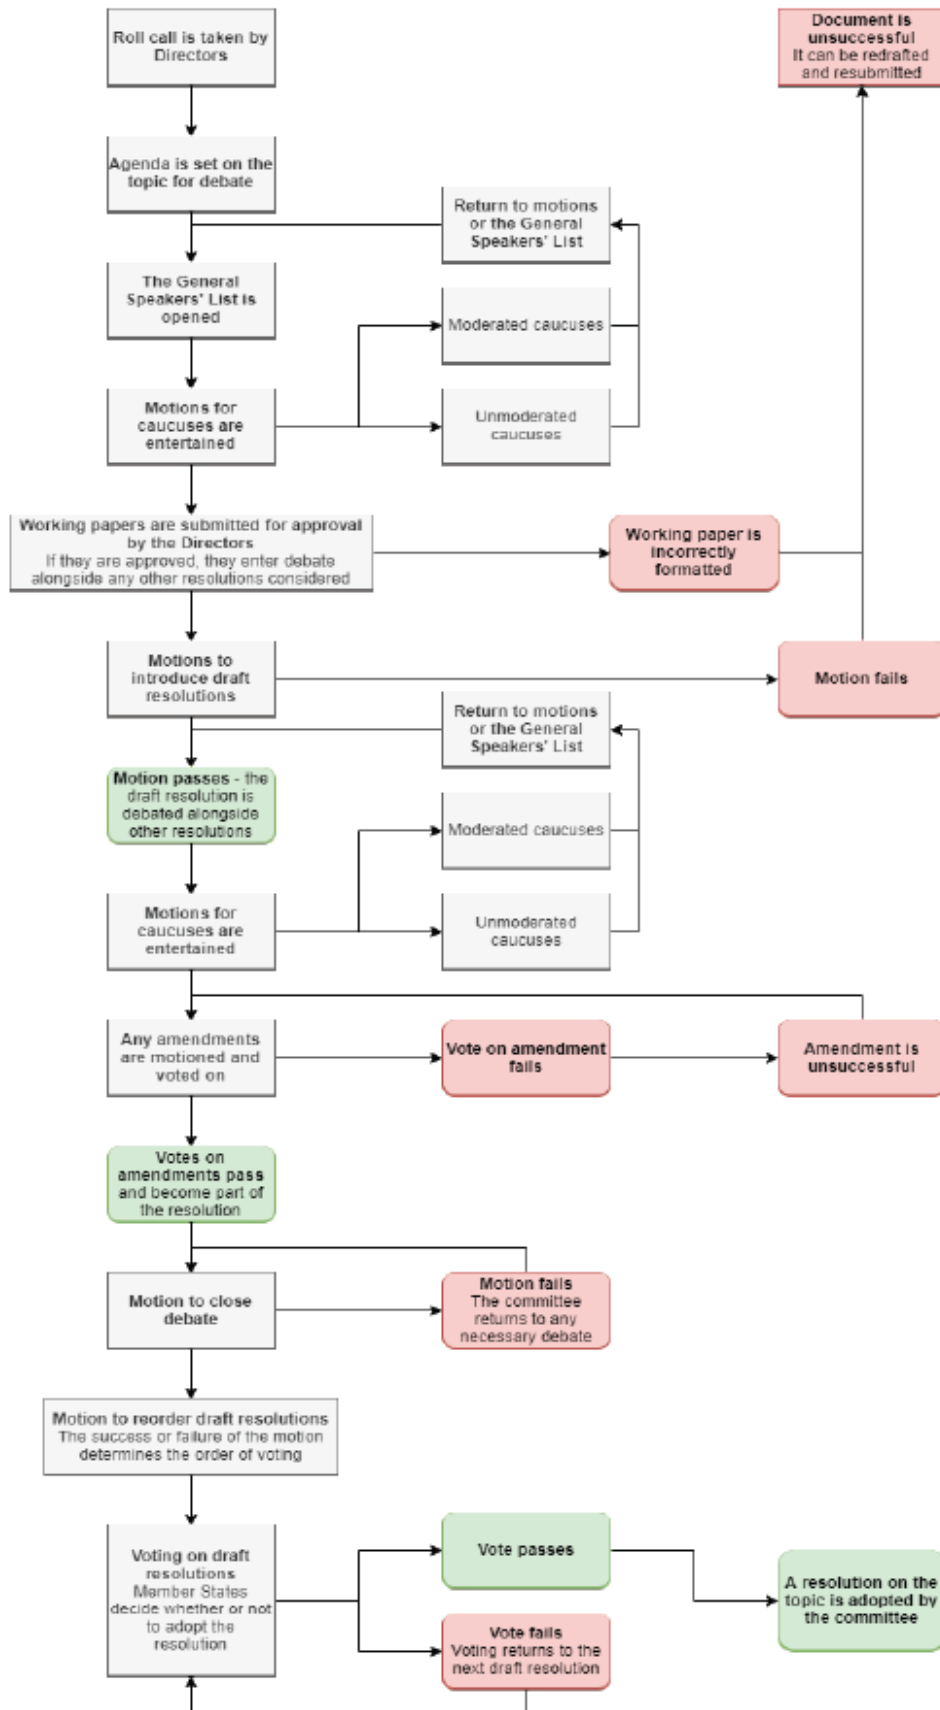 Roll call is taken by
Directors
Document is
unsuccessful
It can be redrafted
and resubmitted
Agenda is set on the
topic for debate
Return to motions
or the General
Speakers' List
The General
Speakers' List is
opened
Moderated caucuses
Motions for
caucuses are
entertained
Unmoderated
caucuses
Working papers are submitted for approval
by the Directors
If they are approved, they enter debate
alongside any other resolutions considered
Working paper is
incorrectly
formatted
Motions to
introduce draft
resolutions
Motion fails
Return to motions
or the General
Speakers' List
Motion passes - the
draft resolution is
debated alongside
other resolutions
Moderated caucuses
Motions for
caucuses are
entertained
Unmoderated
caucuses
Any amendments
are motioned and
voted on
Vote on amendment
fails
Amendment is
unsuccessful
Votes on
amendments pass
and become part of
the resolution
Motion to close
debate
Motion fails
The committee
returns to any
necessary debate
Motion to reorder draft resolutions
The success or failure of the motion
determines the order of voting
Voting on draft
resolutions
Member States
decide whether or not
to adopt the
resolution
Vote passes
A resolution on the
topic is adopted by
the committee
Vote fails
Voting returns to the
next draft resolution